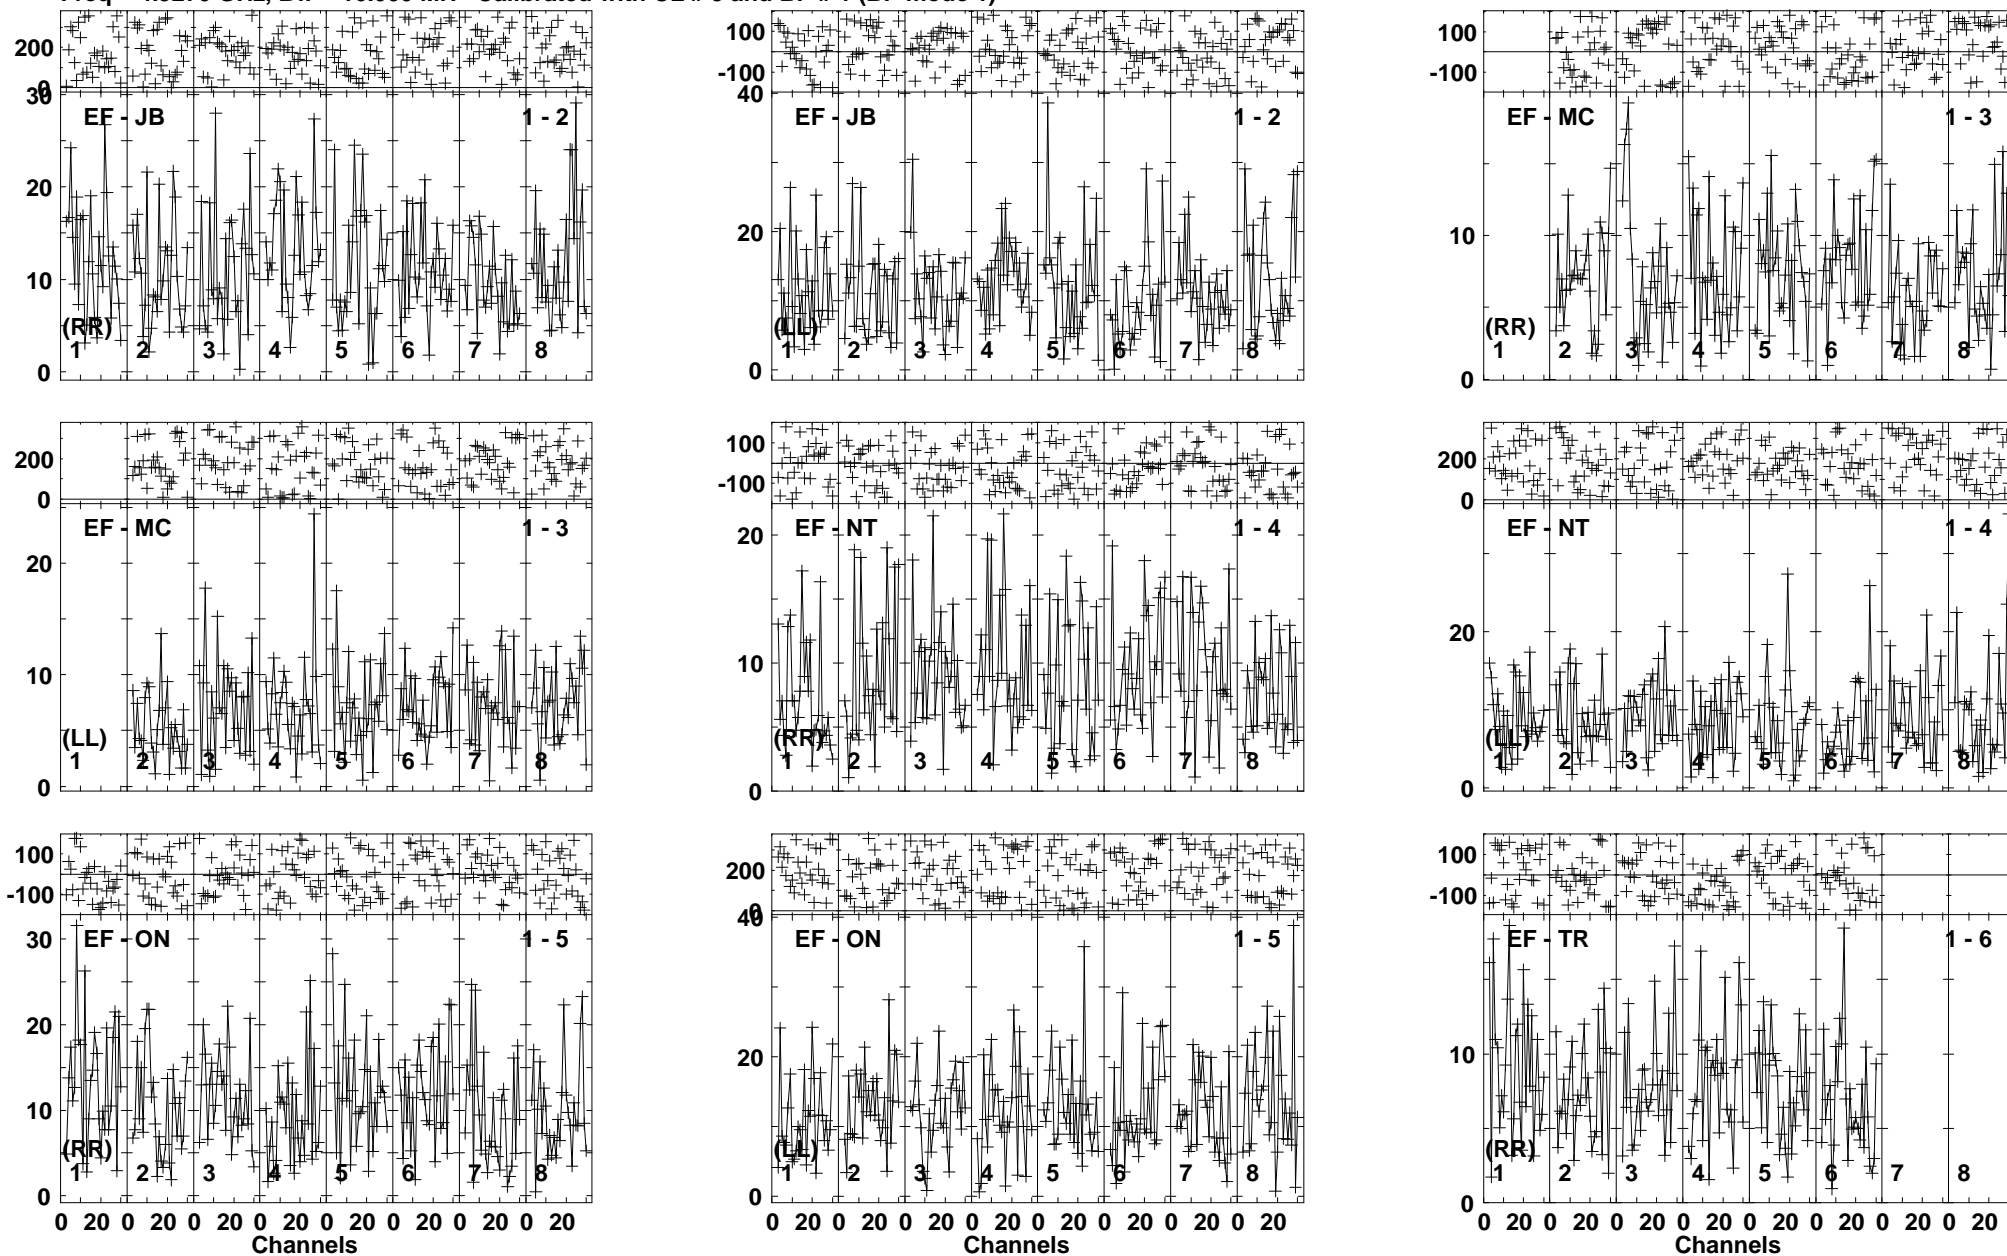 200 0 100 -100 100 -100
30 20 10 0 EF - JB 1 - 2 (RR) 1 2 3 4 5 6 7 8
40 20 0 EF - JB 1 - 2 (LL) 1 2 3 4 5 6 7 8
10 0 EF - MC 1 - 3 (RR) 1 2 3 4 5 6 7 8
200 0 100 -100 200 0
20 10 0 EF - MC 1 - 3 (LL) 1 2 3 4 5 6 7 8
20 10 0 EF - NT 1 - 4 (RR) 1 2 3 4 5 6 7 8
20 0 EF - NT 1 - 4 (LL) 1 2 3 4 5 6 7 8
100 -100 200 0 100 -100
30 20 10 0 EF - ON 1 - 5 (RR) 1 2 3 4 5 6 7 8
40 20 0 EF - ON 1 - 5 (LL) 1 2 3 4 5 6 7 8
10 0 EF - TR 1 - 6 (RR) 1 2 3 4 5 6 7 8
0 20 0 20 0 20 0 20 0 20 0 20 0 20 0 20
Channels
0 20 0 20 0 20 0 20 0 20 0 20 0 20 0 20
Channels
0 20 0 20 0 20 0 20 0 20 0 20 0 20 0 20
Channels